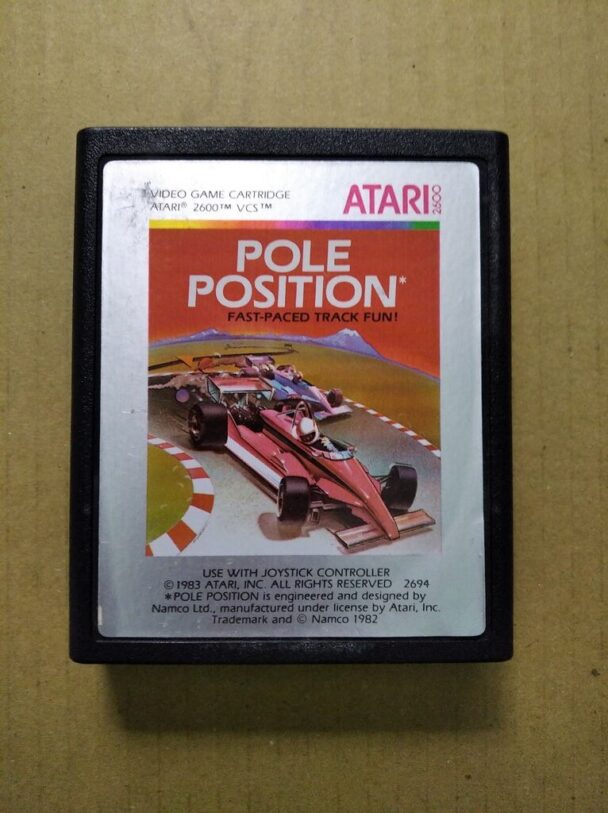 VIDEO GAME CARTRIDGE
ATARI® 2600™ VCS™
ATARI 2600
POLE
POSITION*
FAST-PACED TRACK FUN!
USE WITH JOYSTICK CONTROLLER
©1983 ATARI, INC. ALL RIGHTS RESERVED 2694
*POLE POSITION is engineered and designed by
Namco Ltd., manufactured under license by Atari, Inc.
Trademark and © Namco 1982